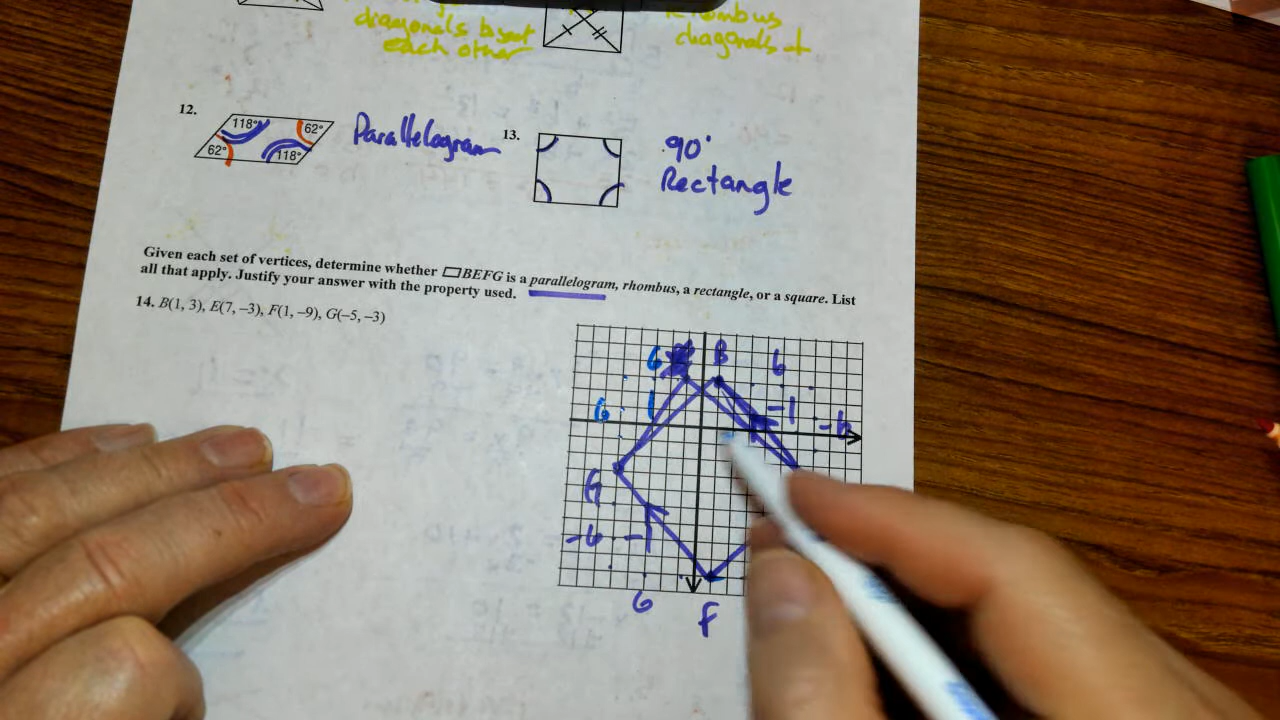 diagonals bisect
each other
Rhombus
diagonals ⊥
12.
118°
62°
62°
118°
Parallelogram
13.
90°
Rectangle
Given each set of vertices, determine whether ▱BEFG is a parallelogram, rhombus, a rectangle, or a square. List
all that apply. Justify your answer with the property used.
14. B(1, 3), E(7, –3), F(1, –9), G(–5, –3)
6
B
6
6
1
-1
-6
G
-6
-1
6
F